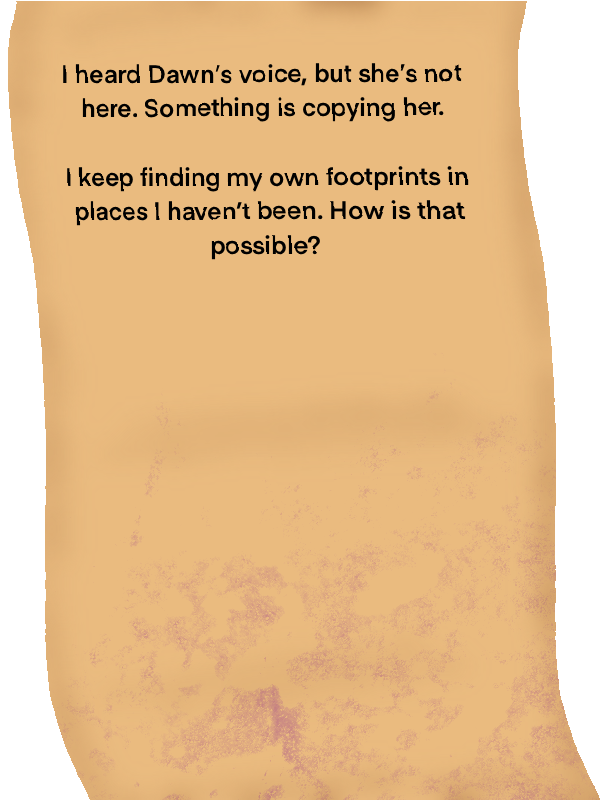 I heard Dawn’s voice, but she’s not
here. Something is copying her.
I keep finding my own footprints in
places I haven’t been. How is that
possible?